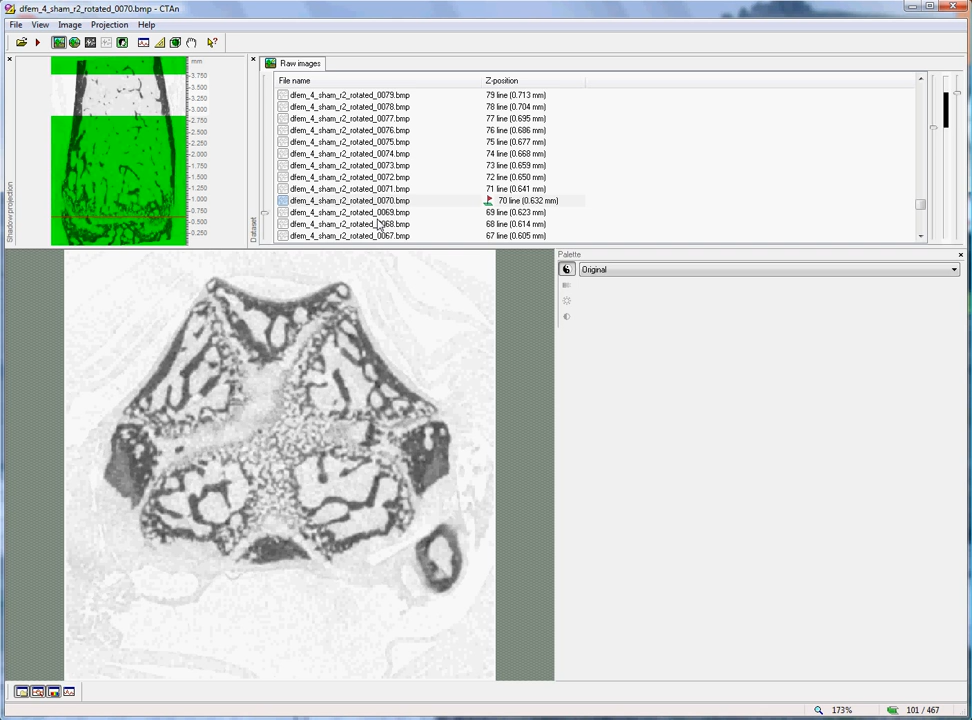 dfem_4_sham_r2_rotated_0070.bmp - CTAn
File View Image Projection Help
mm
3.750
3.500
3.250
3.000
2.750
2.500
2.250
2.000
1.750
1.500
1.250
1.000
0.750
0.500
0.250
Shadow projection
Dataset
Raw images
File name Z-position
dfem_4_sham_r2_rotated_0079.bmp 79 line (0.713 mm)
dfem_4_sham_r2_rotated_0078.bmp 78 line (0.704 mm)
dfem_4_sham_r2_rotated_0077.bmp 77 line (0.695 mm)
dfem_4_sham_r2_rotated_0076.bmp 76 line (0.686 mm)
dfem_4_sham_r2_rotated_0075.bmp 75 line (0.677 mm)
dfem_4_sham_r2_rotated_0074.bmp 74 line (0.668 mm)
dfem_4_sham_r2_rotated_0073.bmp 73 line (0.659 mm)
dfem_4_sham_r2_rotated_0072.bmp 72 line (0.650 mm)
dfem_4_sham_r2_rotated_0071.bmp 71 line (0.641 mm)
dfem_4_sham_r2_rotated_0070.bmp 70 line (0.632 mm)
dfem_4_sham_r2_rotated_0069.bmp 69 line (0.623 mm)
dfem_4_sham_r2_rotated_0068.bmp 68 line (0.614 mm)
dfem_4_sham_r2_rotated_0067.bmp 67 line (0.605 mm)
Palette
Original
173% 101 / 467